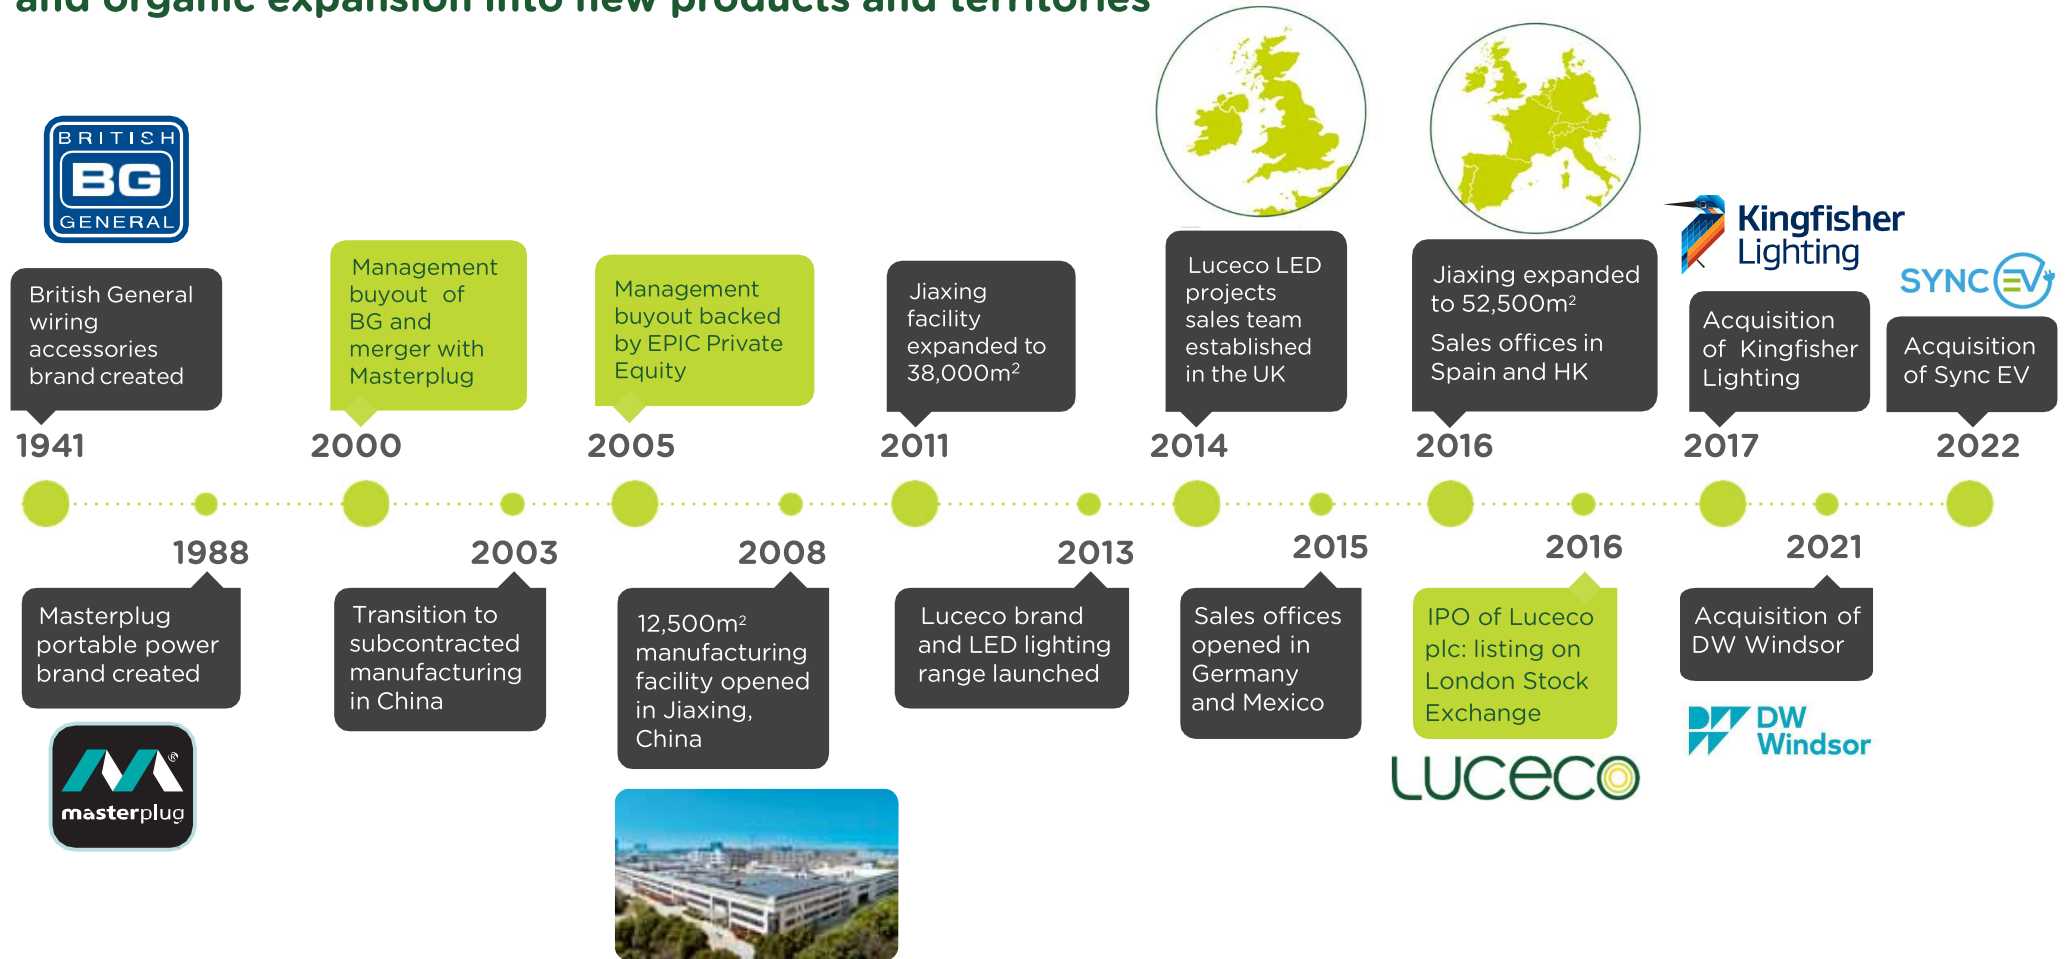 and organic expansion into new products and territories
BRITISH
BG
GENERAL
British General
wiring
accessories
brand created
1941
Management
buyout of
BG and
merger with
Masterplug
2000
Management
buyout backed
by EPIC Private
Equity
2005
Jiaxing
facility
expanded to
38,000m²
2011
Luceco LED
projects
sales team
established
in the UK
2014
Jiaxing expanded
to 52,500m²
Sales offices in
Spain and HK
2016
Kingfisher
Lighting
Acquisition
of Kingfisher
Lighting
2017
SYNC EV
Acquisition
of Sync EV
2022
1988
Masterplug
portable power
brand created
®
masterplug
2003
Transition to
subcontracted
manufacturing
in China
2008
12,500m²
manufacturing
facility opened
in Jiaxing,
China
2013
Luceco brand
and LED lighting
range launched
2015
Sales offices
opened in
Germany
and Mexico
2016
IPO of Luceco
plc: listing on
London Stock
Exchange
LUCECO
2021
Acquisition of
DW Windsor
DW
Windsor